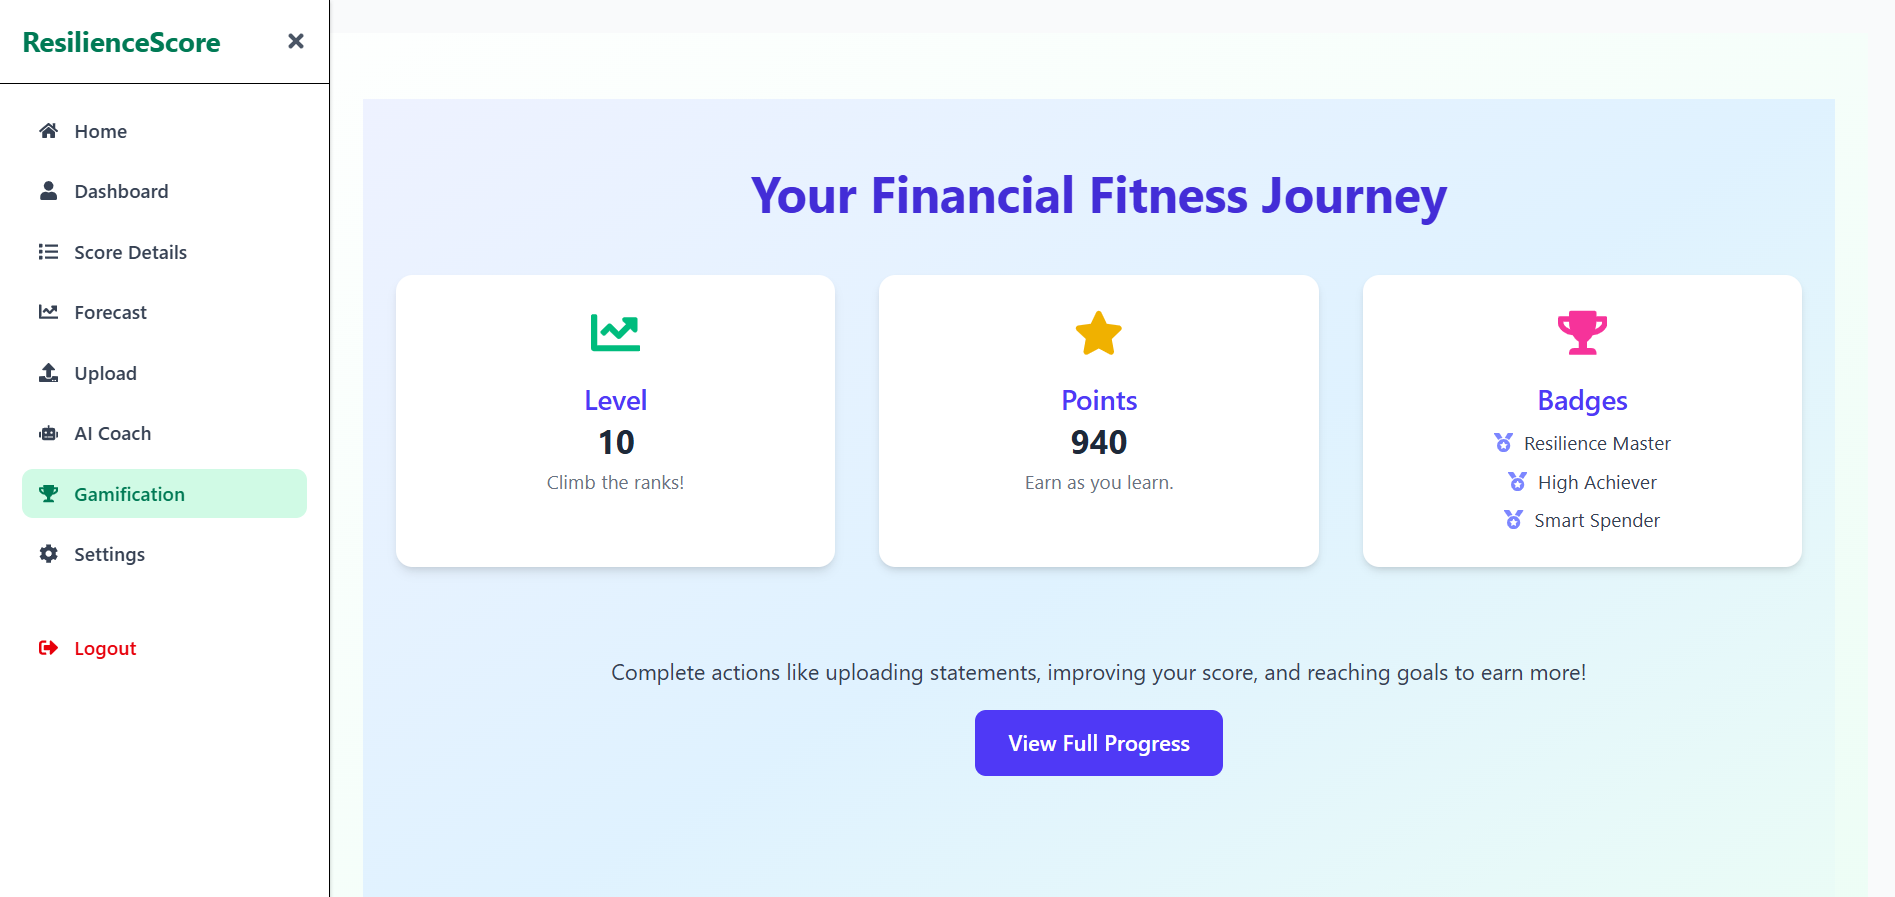 ResilienceScore
Home
Dashboard
Score Details
Forecast
Upload
AI Coach
Gamification
Settings
Logout
Your Financial Fitness Journey
Level
10
Climb the ranks!
Points
940
Earn as you learn.
Badges
Resilience Master
High Achiever
Smart Spender
Complete actions like uploading statements, improving your score, and reaching goals to earn more!
View Full Progress